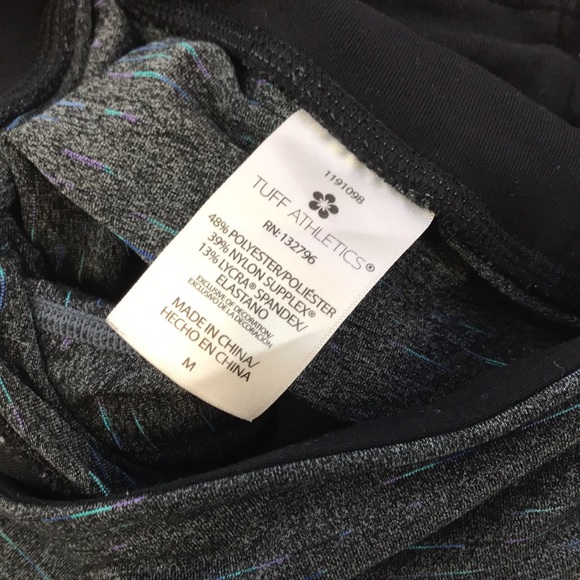 1191098
TUFF ATHLETICS®
RN:132796
48% POLYESTER/POLIÉSTER
39% NYLON SUPPLEX®
13% LYCRA® SPANDEX/
ELASTANO
EXCLUSIVE OF DECORATION/
EXCLUSIVO DE LA DECORACIÓN.
MADE IN CHINA/
HECHO EN CHINA
M